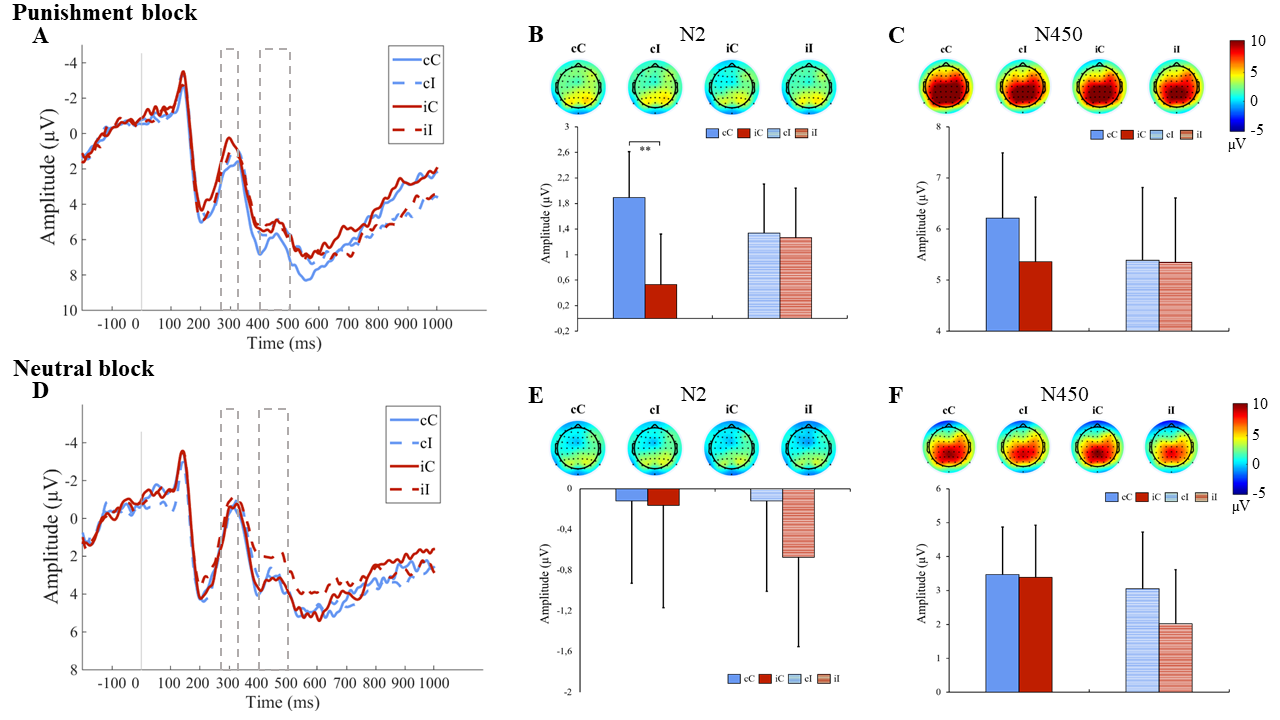 Punishment block
A
-4
-2
0
2
4
6
8
10
Amplitude (µV)
-100 0 100 200 300 400 500 600 700 800 900 1000
Time (ms)
cC
cI
iC
iI
B
N2
cC cI iC iI
cC iC cI iI
3
2,6
2,2
1,8
1,4
1
0,6
0,2
-0,2
Amplitude (µV)
**
C
N450
cC cI iC iI
10
5
0
-5
µV
cC iC cI iI
8
7
6
5
4
Amplitude (µV)
Neutral block
D
-4
-2
0
2
4
6
8
Amplitude (µV)
-100 0 100 200 300 400 500 600 700 800 900 1000
Time (ms)
cC
cI
iC
iI
E
N2
cC cI iC iI
0
-0,4
-0,8
-1,2
-1,6
-2
Amplitude (µV)
cC iC cI iI
F
N450
cC cI iC iI
10
5
0
-5
µV
cC iC cI iI
6
5
4
3
2
1
0
Amplitude (µV)